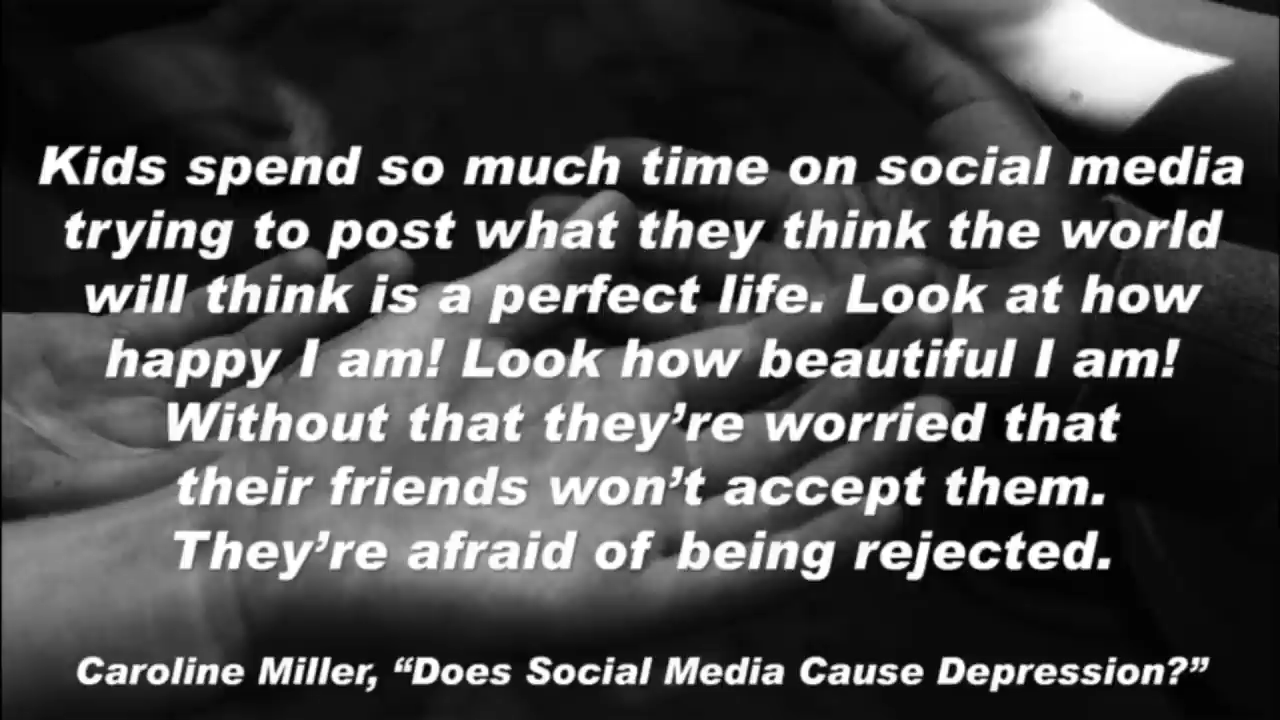 Kids spend so much time on social media
trying to post what they think the world
will think is a perfect life. Look at how
happy I am! Look how beautiful I am!
Without that they’re worried that
their friends won’t accept them.
They’re afraid of being rejected.
Caroline Miller, “Does Social Media Cause Depression?”